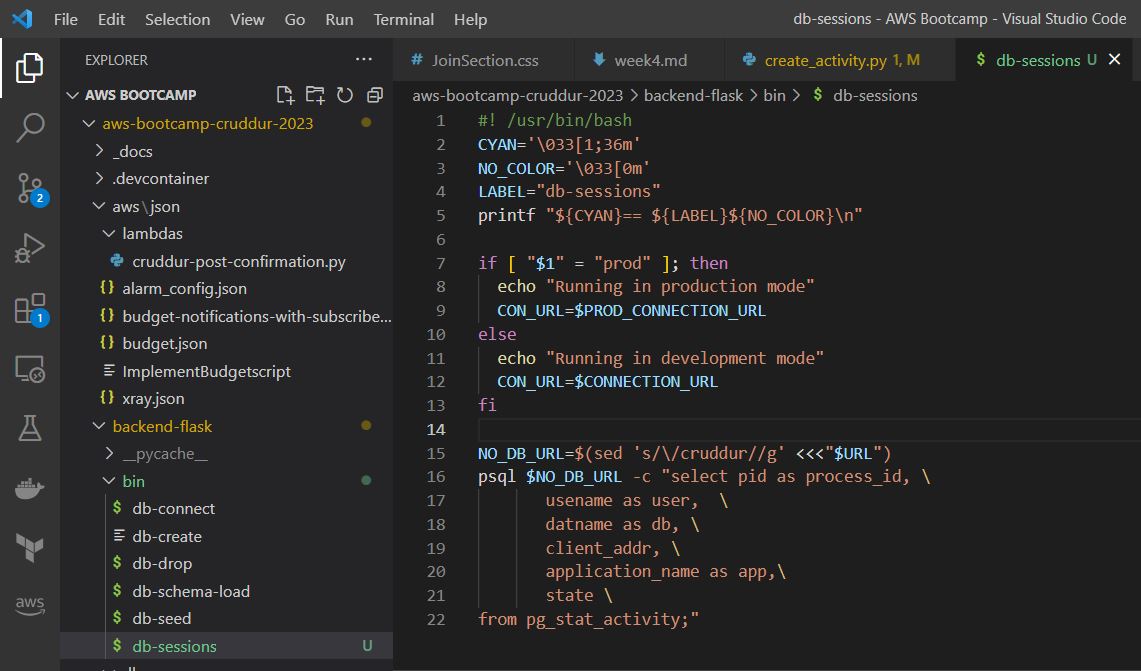 File Edit Selection View Go Run Terminal Help
db-sessions - AWS Bootcamp - Visual Studio Code
EXPLORER
AWS BOOTCAMP
aws-bootcamp-cruddur-2023
_docs
.devcontainer
aws\json
lambdas
cruddur-post-confirmation.py
{} alarm_config.json
{} budget-notifications-with-subscribe...
{} budget.json
ImplementBudgetscript
{} xray.json
backend-flask
__pycache__
bin
$ db-connect
db-create
$ db-drop
$ db-schema-load
$ db-seed
$ db-sessions U
2
1
aws
# JoinSection.css
week4.md
create_activity.py 1, M
$ db-sessions U
aws-bootcamp-cruddur-2023 > backend-flask > bin > $ db-sessions
1 #! /usr/bin/bash
2 CYAN='\033[1;36m'
3 NO_COLOR='\033[0m'
4 LABEL="db-sessions"
5 printf "${CYAN}== ${LABEL}${NO_COLOR}\n"
6
7 if [ "$1" = "prod" ]; then
8 echo "Running in production mode"
9 CON_URL=$PROD_CONNECTION_URL
10 else
11 echo "Running in development mode"
12 CON_URL=$CONNECTION_URL
13 fi
14
15 NO_DB_URL=$(sed 's/\/cruddur//g' <<<"$URL")
16 psql $NO_DB_URL -c "select pid as process_id, \
17 usename as user, \
18 datname as db, \
19 client_addr, \
20 application_name as app,\
21 state \
22 from pg_stat_activity;"